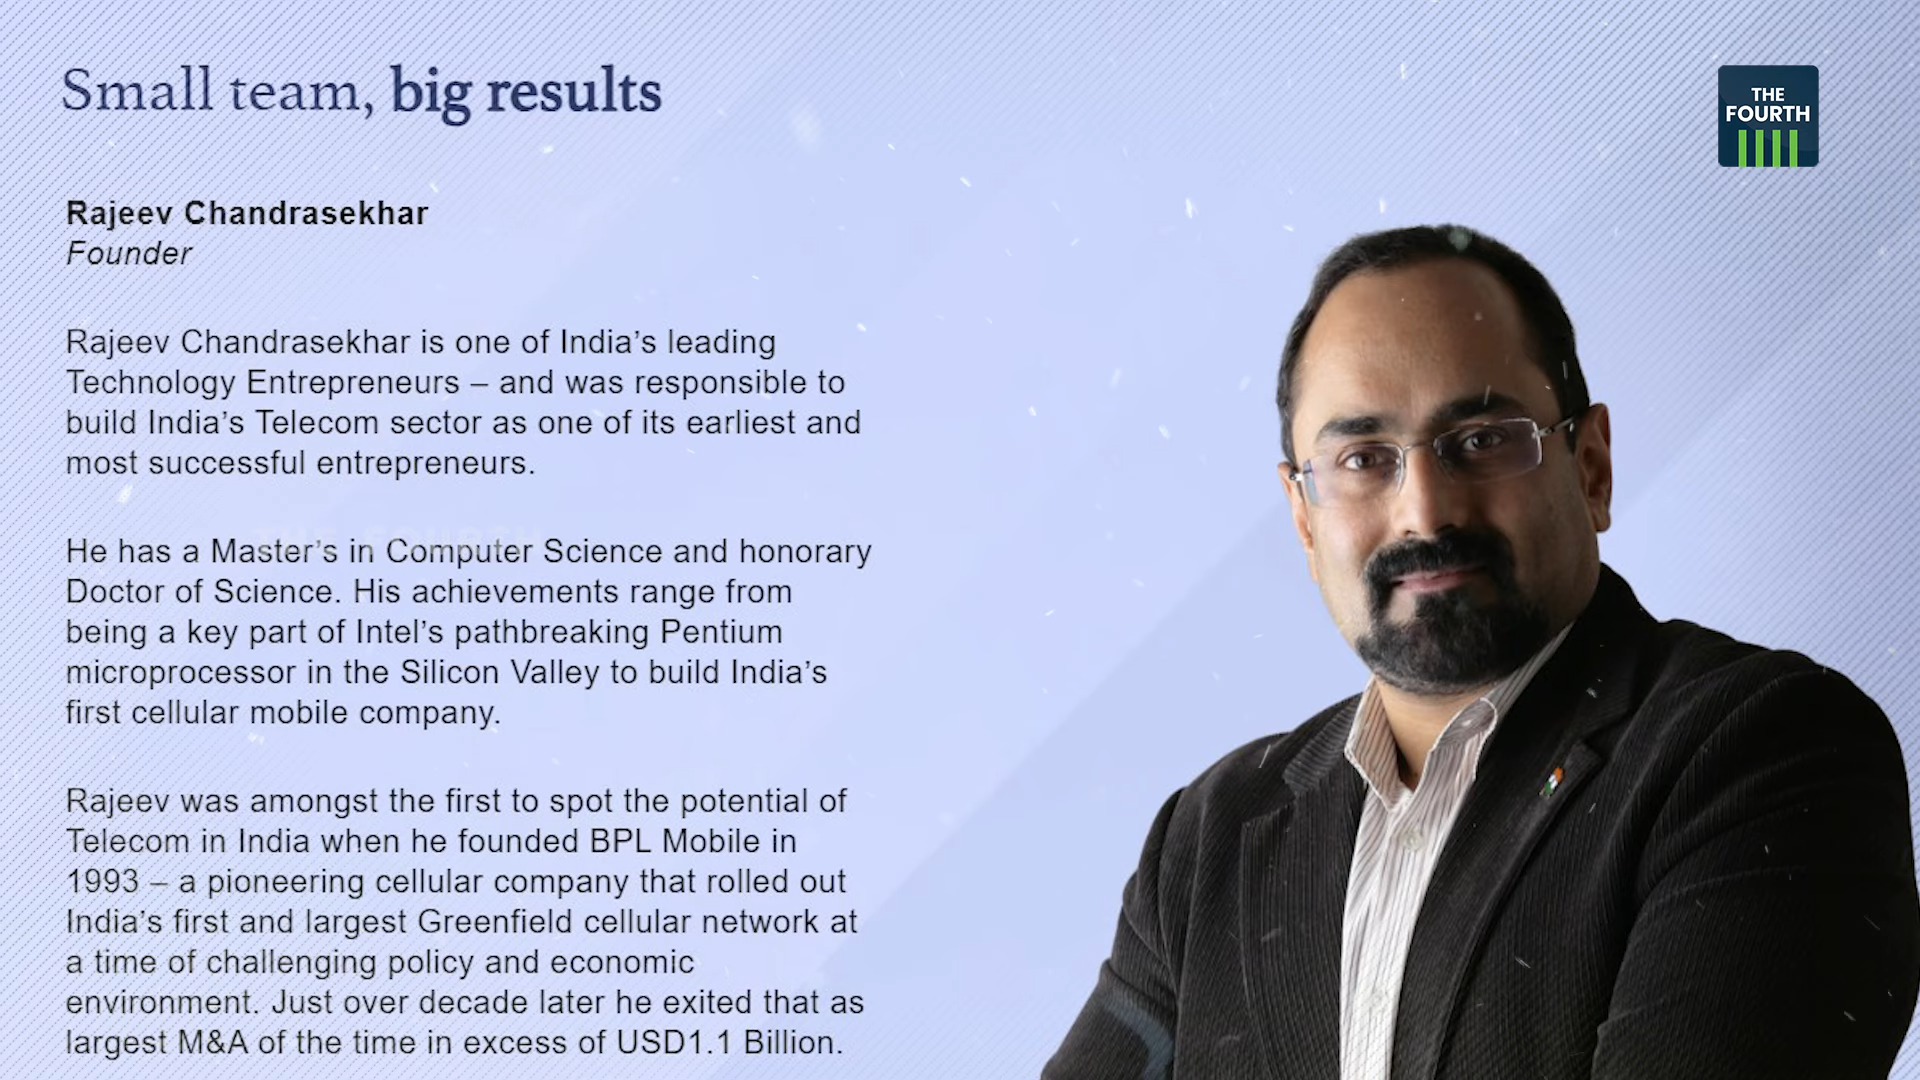 Small team, big results
THE
FOURTH
Rajeev Chandrasekhar
Founder
Rajeev Chandrasekhar is one of India’s leading
Technology Entrepreneurs – and was responsible to
build India’s Telecom sector as one of its earliest and
most successful entrepreneurs.
THE FOURTH
He has a Master’s in Computer Science and honorary
Doctor of Science. His achievements range from
being a key part of Intel’s pathbreaking Pentium
microprocessor in the Silicon Valley to build India’s
first cellular mobile company.
Rajeev was amongst the first to spot the potential of
Telecom in India when he founded BPL Mobile in
1993 – a pioneering cellular company that rolled out
India’s first and largest Greenfield cellular network at
a time of challenging policy and economic
environment. Just over decade later he exited that as
largest M&A of the time in excess of USD1.1 Billion.